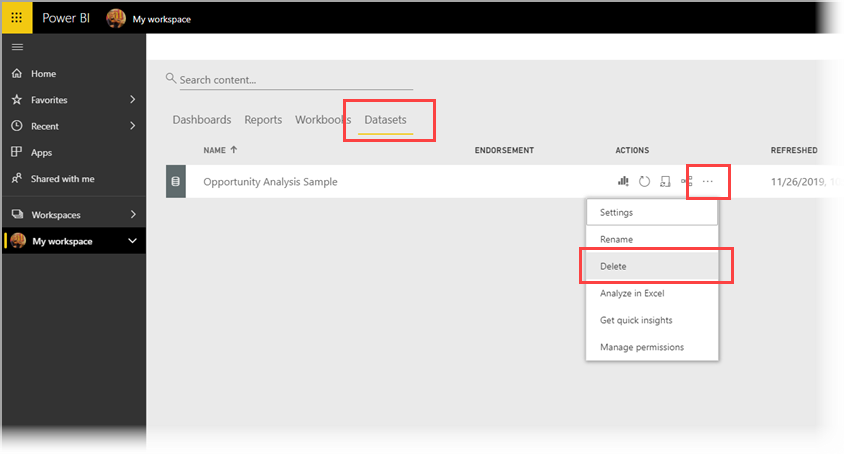 Power BI My workspace
Home
Favorites
Recent
Apps
Shared with me
Workspaces
My workspace
Search content...
Dashboards Reports Workbooks Datasets
NAME ENDORSEMENT ACTIONS REFRESHED
Opportunity Analysis Sample 11/26/2019,
Settings
Rename
Delete
Analyze in Excel
Get quick insights
Manage permissions